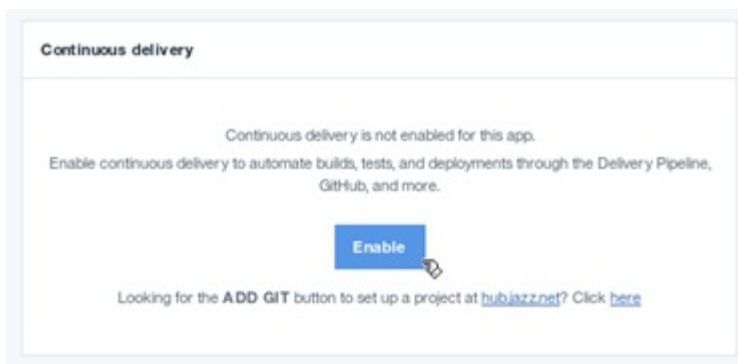 Continuous delivery
Continuous delivery is not enabled for this app.
Enable continuous delivery to automate builds, tests, and deployments through the Delivery Pipeline,
GitHub, and more.
Enable
Looking for the ADD GIT button to set up a project at hub.jazz.net? Click here